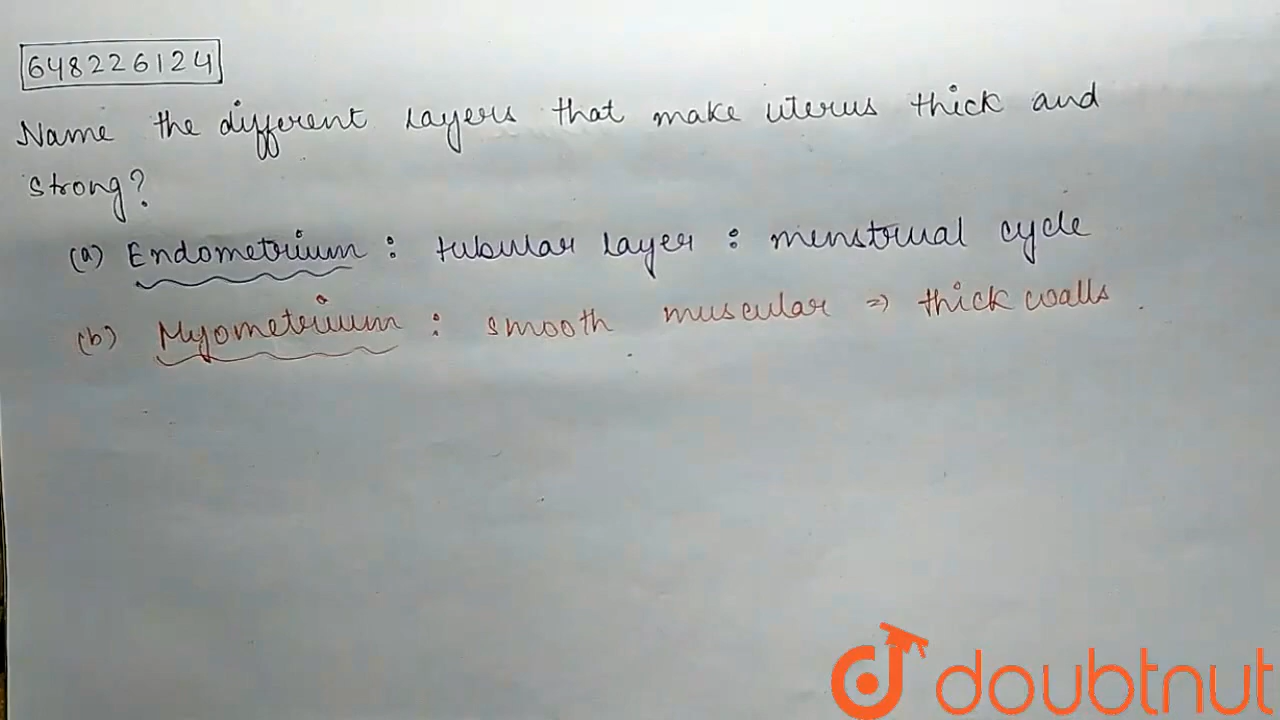 648226124
Name the different layers that make uterus thick and
strong?
(a) Endometrium : tubular layer : menstrual cycle
(b) Myometrium : smooth muscular => thick walls.
doubtnut